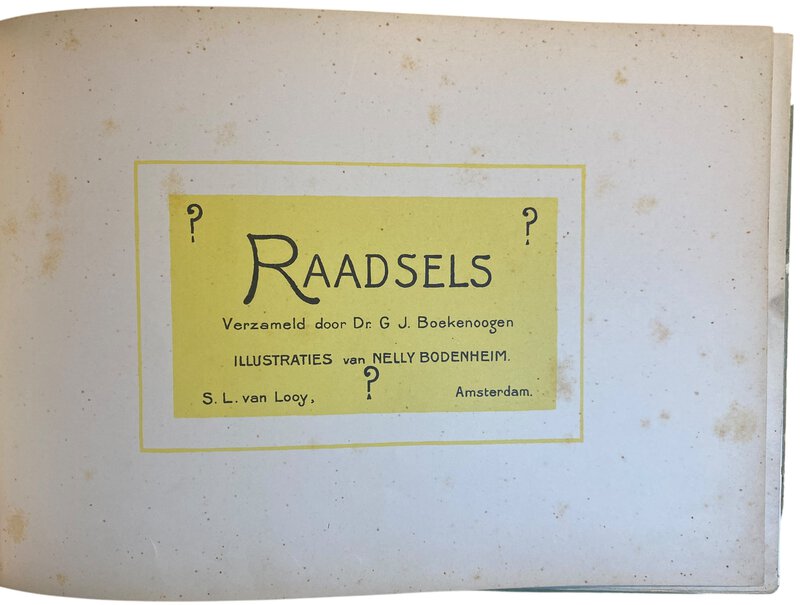 ? ?
RAADSELS
Verzameld door Dr. G J. Boekenoogen
ILLUSTRATIES van NELLY BODENHEIM.
?
S. L. van Looy, Amsterdam.